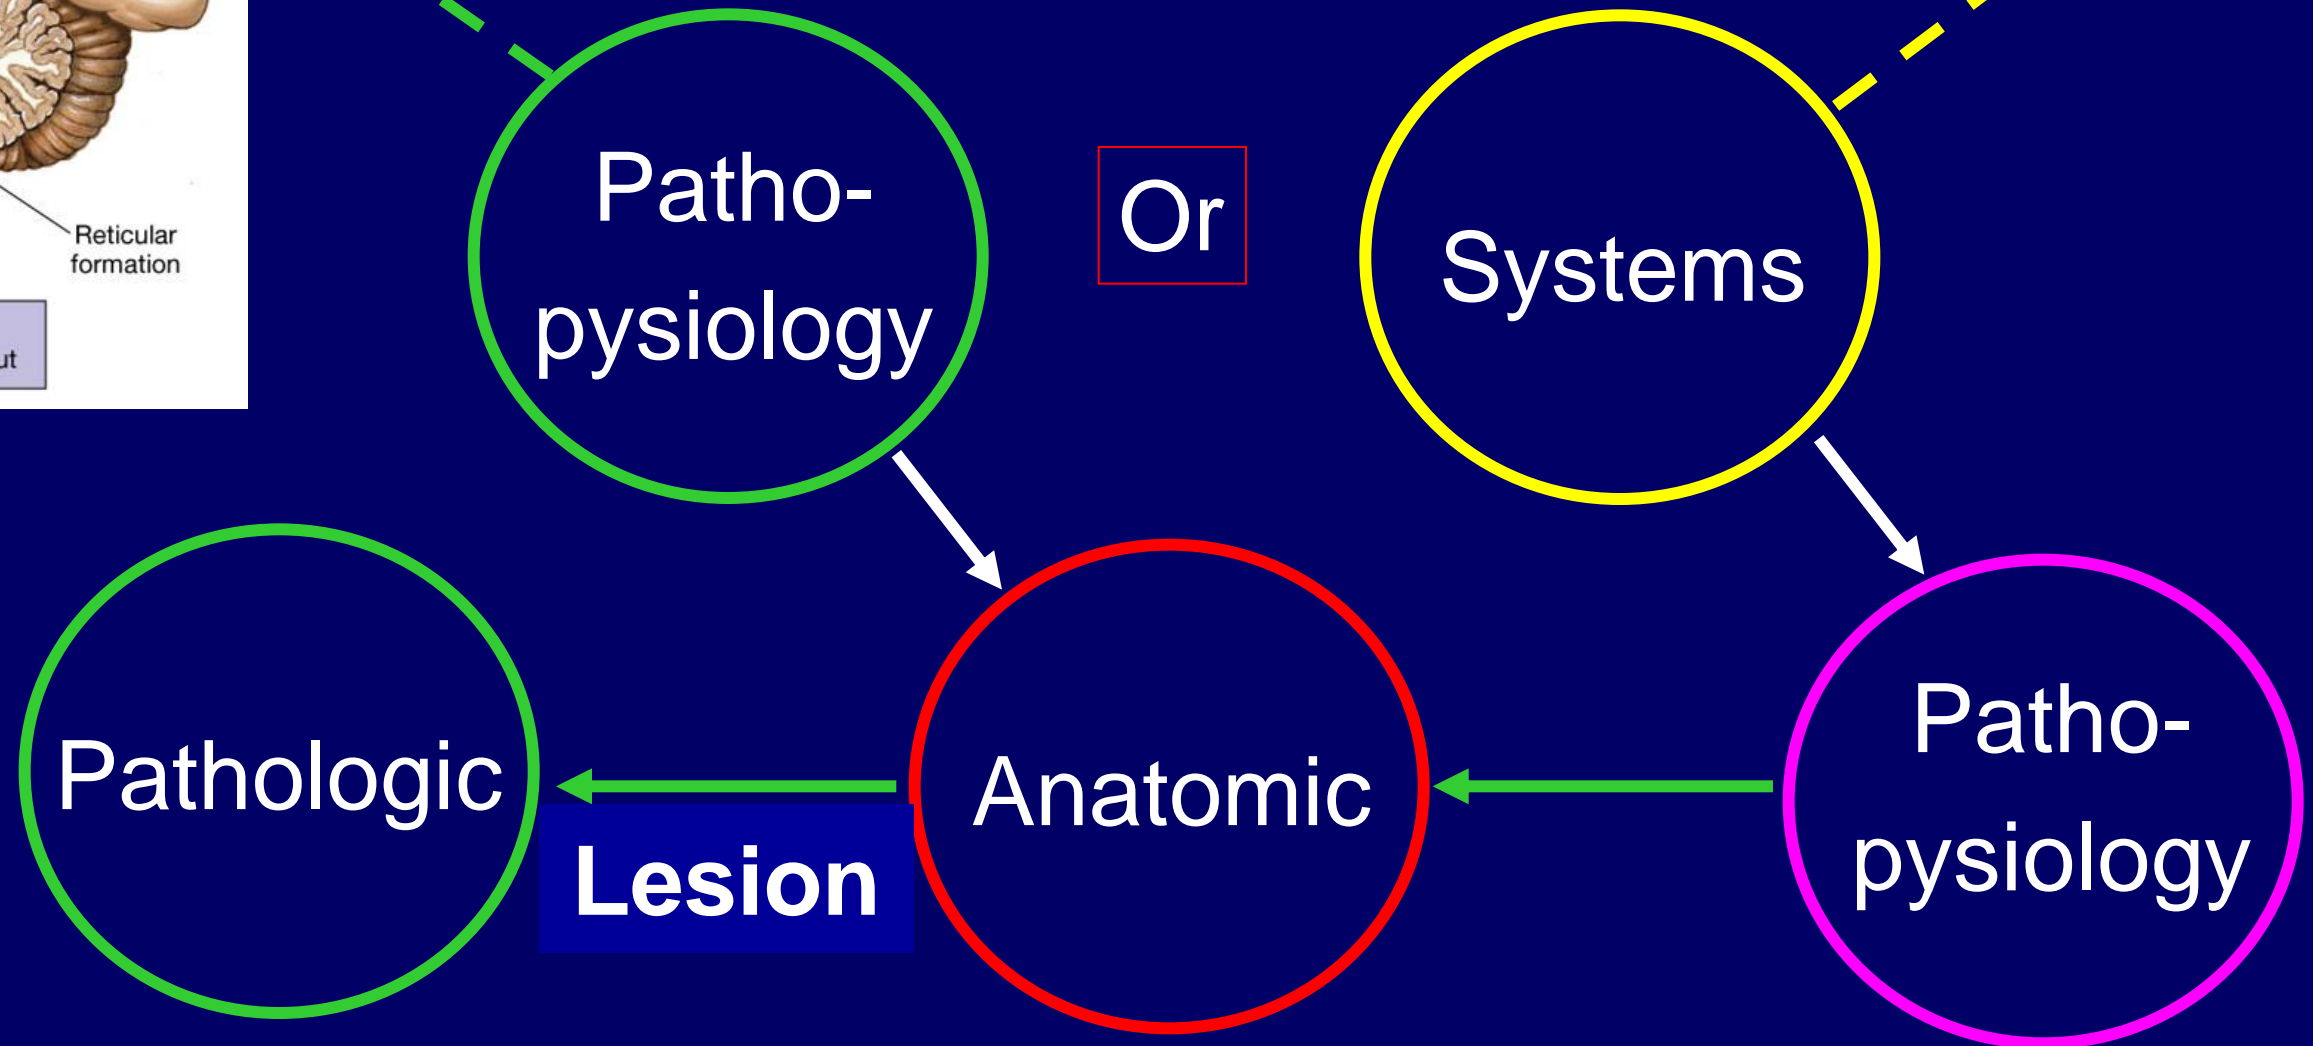 Reticular
formation
Patho-
pysiology
Or
Systems
Pathologic
Lesion
Anatomic
Patho-
pysiology